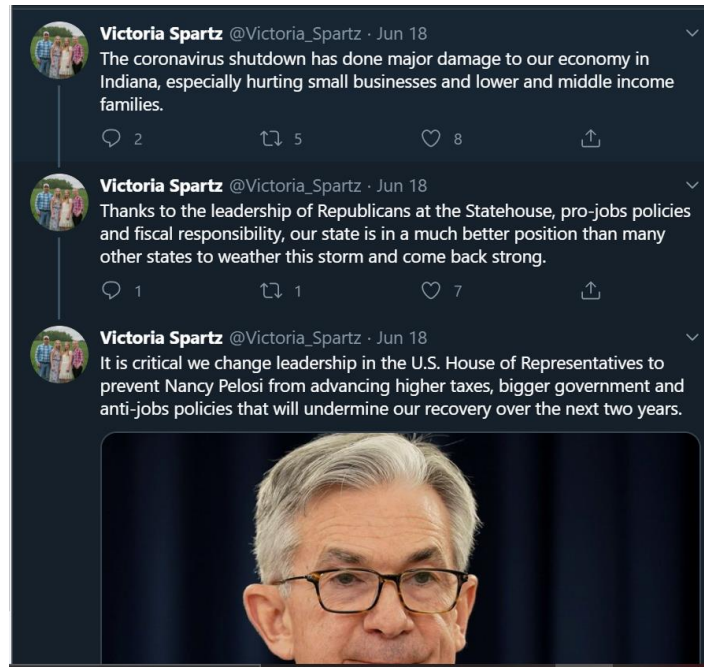 Victoria Spartz @Victoria_Spartz · Jun 18
The coronavirus shutdown has done major damage to our economy in
Indiana, especially hurting small businesses and lower and middle income
families.
2 5 8
Victoria Spartz @Victoria_Spartz · Jun 18
Thanks to the leadership of Republicans at the Statehouse, pro-jobs policies
and fiscal responsibility, our state is in a much better position than many
other states to weather this storm and come back strong.
1 1 7
Victoria Spartz @Victoria_Spartz · Jun 18
It is critical we change leadership in the U.S. House of Representatives to
prevent Nancy Pelosi from advancing higher taxes, bigger government and
anti-jobs policies that will undermine our recovery over the next two years.